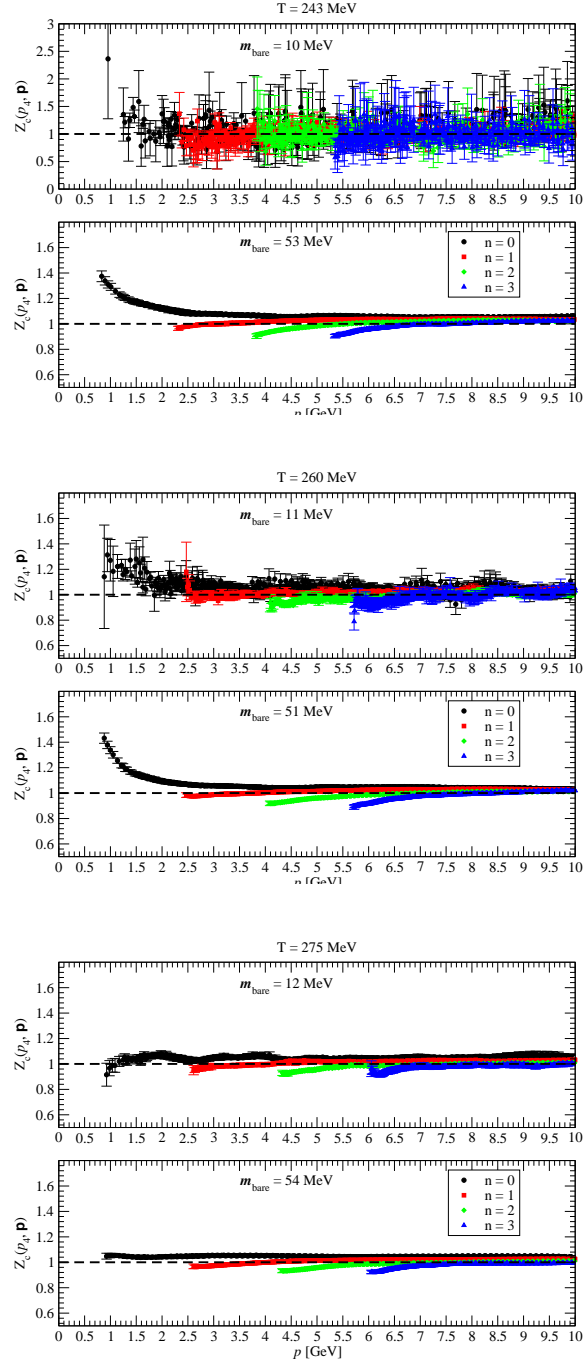 T = 243 MeV
m_bare = 10 MeV
Z_c(p_4, p)
3
2.5
2
1.5
1
0.5
0
0 0.5 1 1.5 2 2.5 3 3.5 4 4.5 5 5.5 6 6.5 7 7.5 8 8.5 9 9.5 10
m_bare = 53 MeV
n = 0
n = 1
n = 2
n = 3
Z_c(p_4, p)
1.6
1.4
1.2
1
0.8
0.6
0 0.5 1 1.5 2 2.5 3 3.5 4 4.5 5 5.5 6 6.5 7 7.5 8 8.5 9 9.5 10
p [GeV]
T = 260 MeV
m_bare = 11 MeV
Z_c(p_4, p)
1.6
1.4
1.2
1
0.8
0.6
0 0.5 1 1.5 2 2.5 3 3.5 4 4.5 5 5.5 6 6.5 7 7.5 8 8.5 9 9.5 10
m_bare = 51 MeV
n = 0
n = 1
n = 2
n = 3
Z_c(p_4, p)
1.6
1.4
1.2
1
0.8
0.6
0 0.5 1 1.5 2 2.5 3 3.5 4 4.5 5 5.5 6 6.5 7 7.5 8 8.5 9 9.5 10
p [GeV]
T = 275 MeV
m_bare = 12 MeV
Z_c(p_4, p)
1.6
1.4
1.2
1
0.8
0.6
0 0.5 1 1.5 2 2.5 3 3.5 4 4.5 5 5.5 6 6.5 7 7.5 8 8.5 9 9.5 10
m_bare = 54 MeV
n = 0
n = 1
n = 2
n = 3
Z_c(p_4, p)
1.6
1.4
1.2
1
0.8
0.6
0 0.5 1 1.5 2 2.5 3 3.5 4 4.5 5 5.5 6 6.5 7 7.5 8 8.5 9 9.5 10
p [GeV]